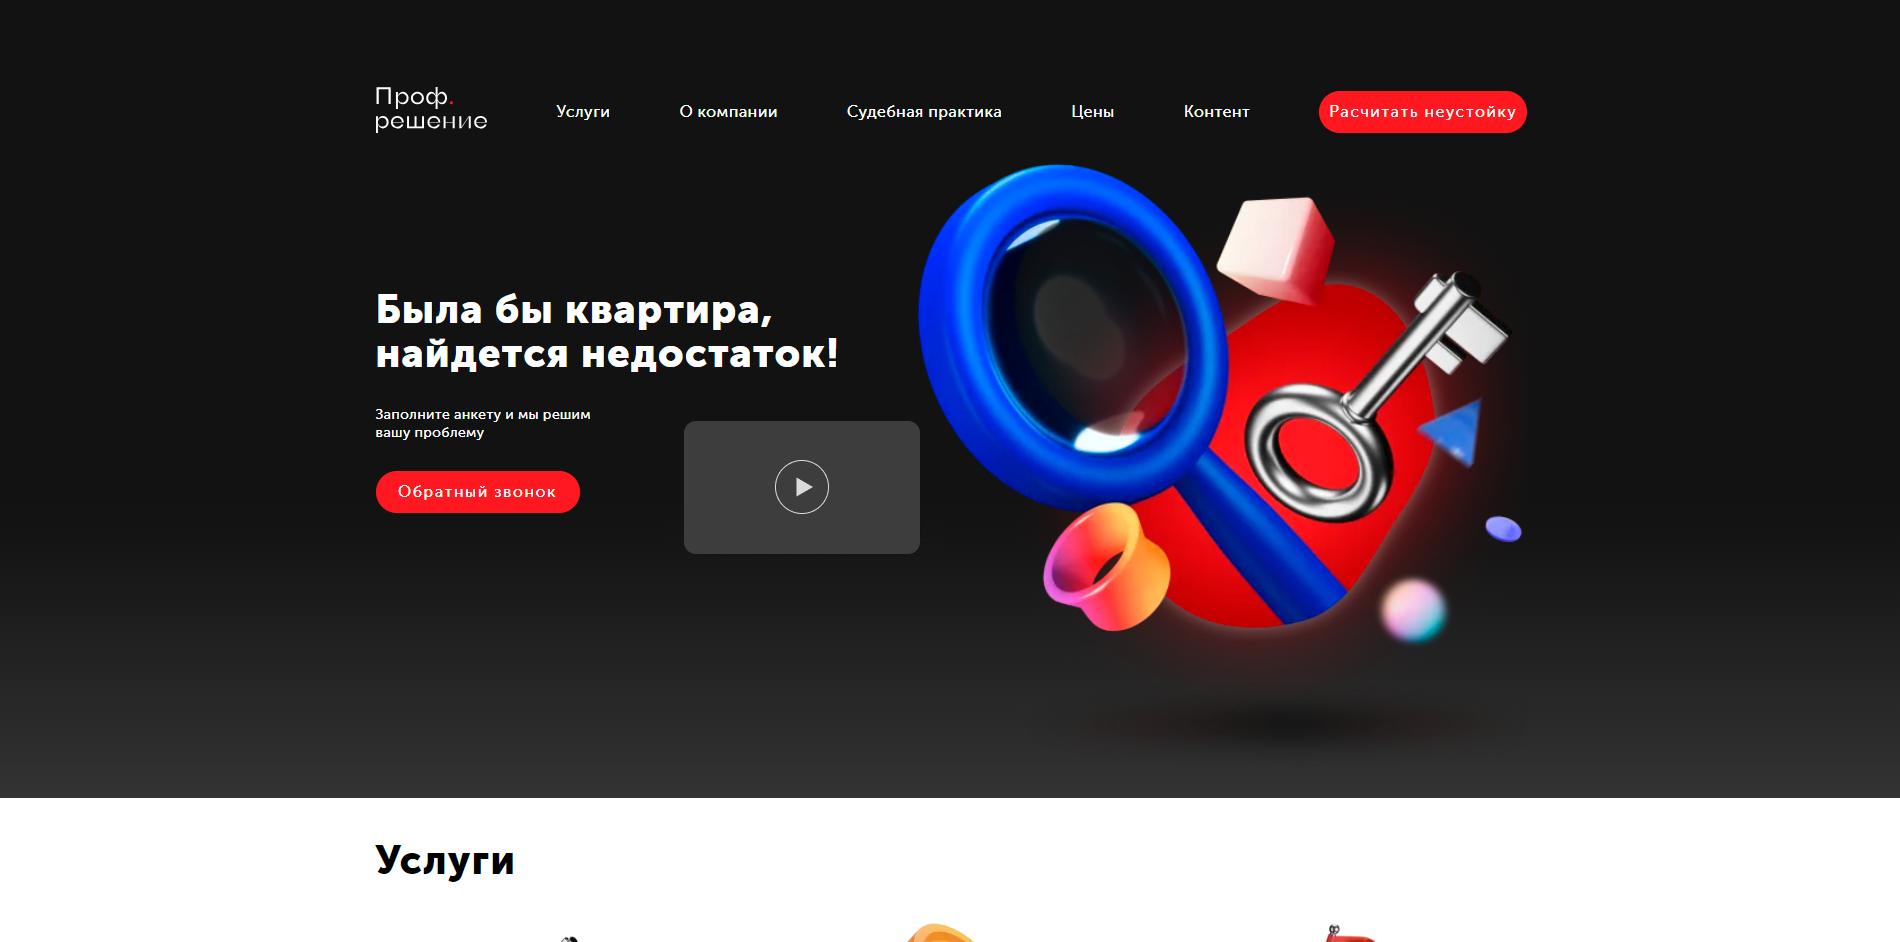 Проф.
решение
Услуги
О компании
Судебная практика
Цены
Контент
Расчитать неустойку
Была бы квартира,
найдется недостаток!
Заполните анкету и мы решим
вашу проблему
Обратный звонок
Услуги